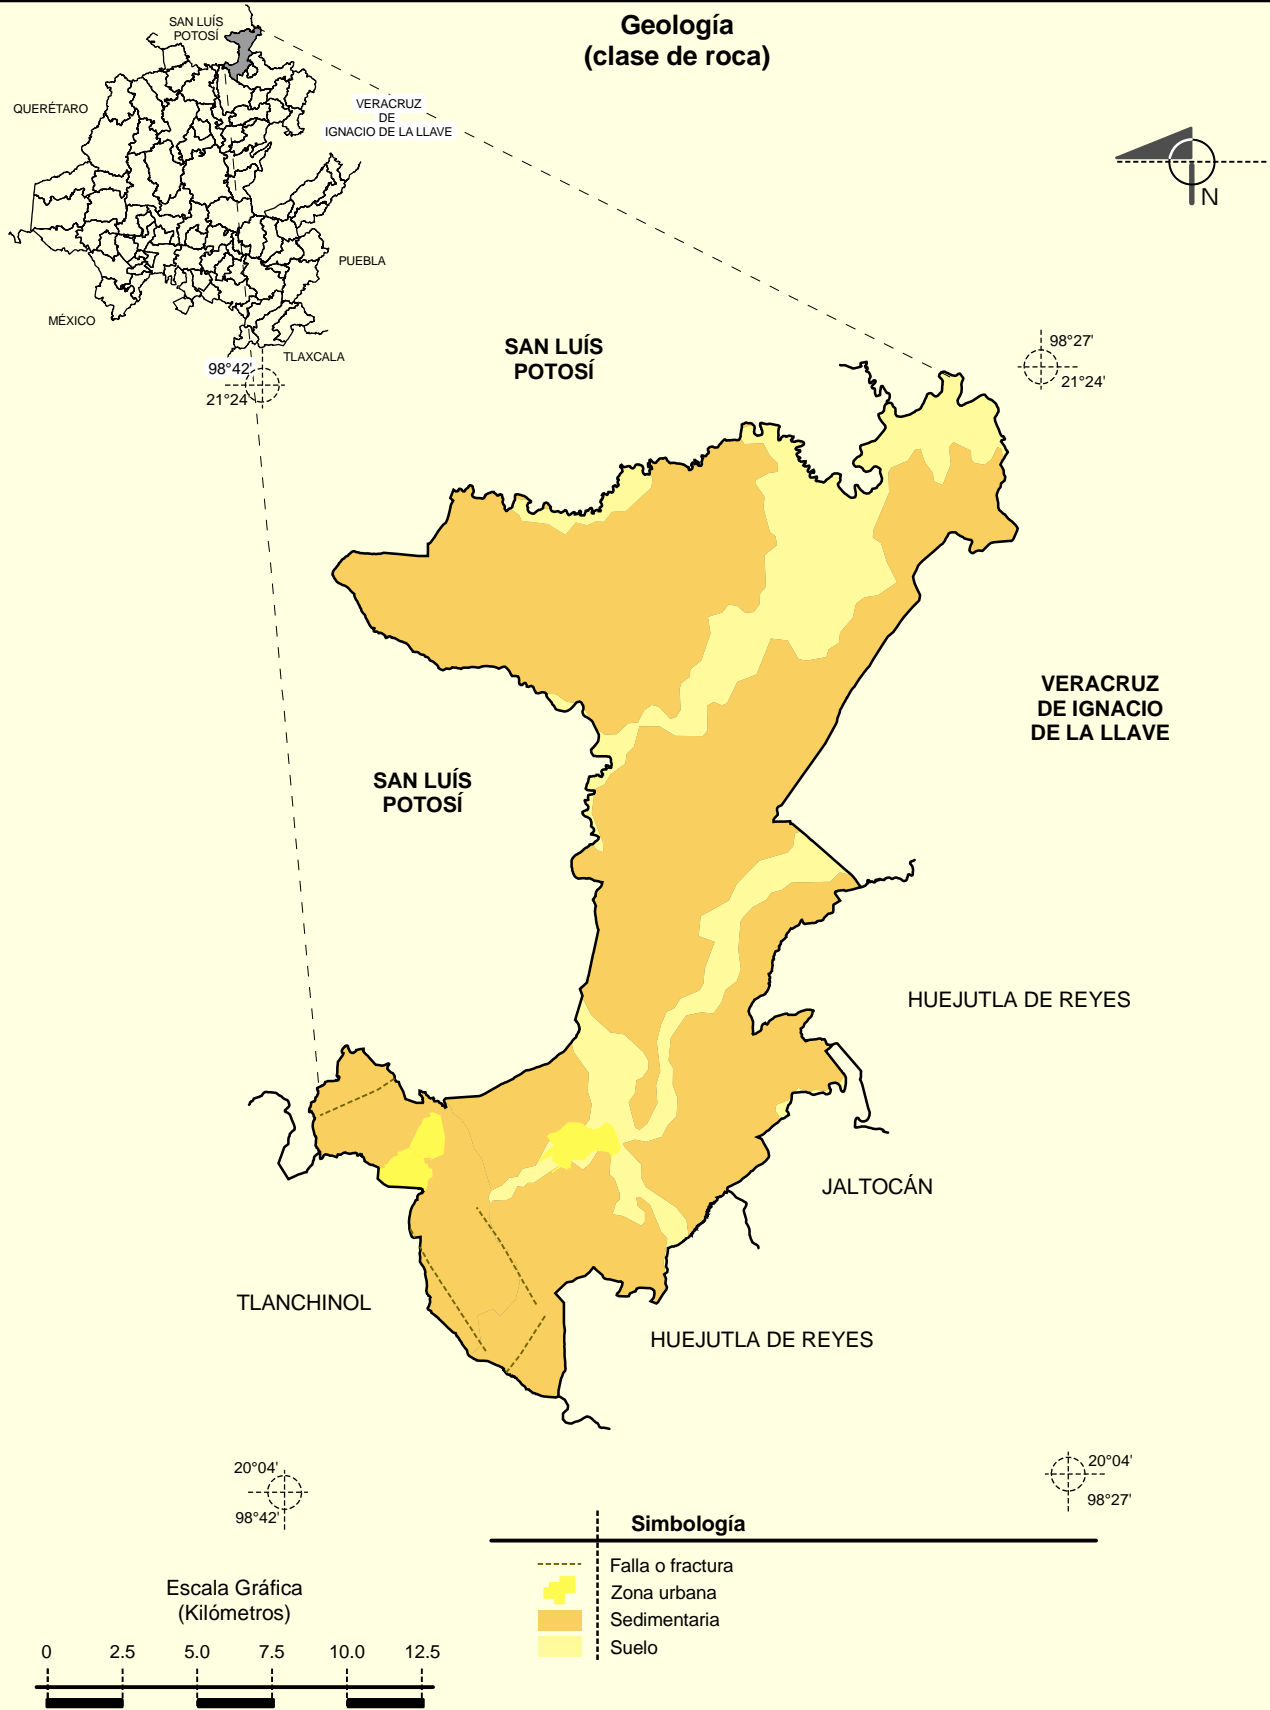 Geología
(clase de roca)
SAN LUÍS
POTOSÍ
QUERÉTARO
VERACRUZ
DE
IGNACIO DE LA LLAVE
PUEBLA
MÉXICO
TLAXCALA
N
98°42'
21°24'
98°27'
21°24'
SAN LUÍS
POTOSÍ
VERACRUZ
DE IGNACIO
DE LA LLAVE
SAN LUÍS
POTOSÍ
HUEJUTLA DE REYES
JALTOCÁN
TLANCHINOL
HUEJUTLA DE REYES
20°04'
98°42'
20°04'
98°27'
Simbología
Falla o fractura
Zona urbana
Sedimentaria
Suelo
Escala Gráfica
(Kilómetros)
0 2.5 5.0 7.5 10.0 12.5